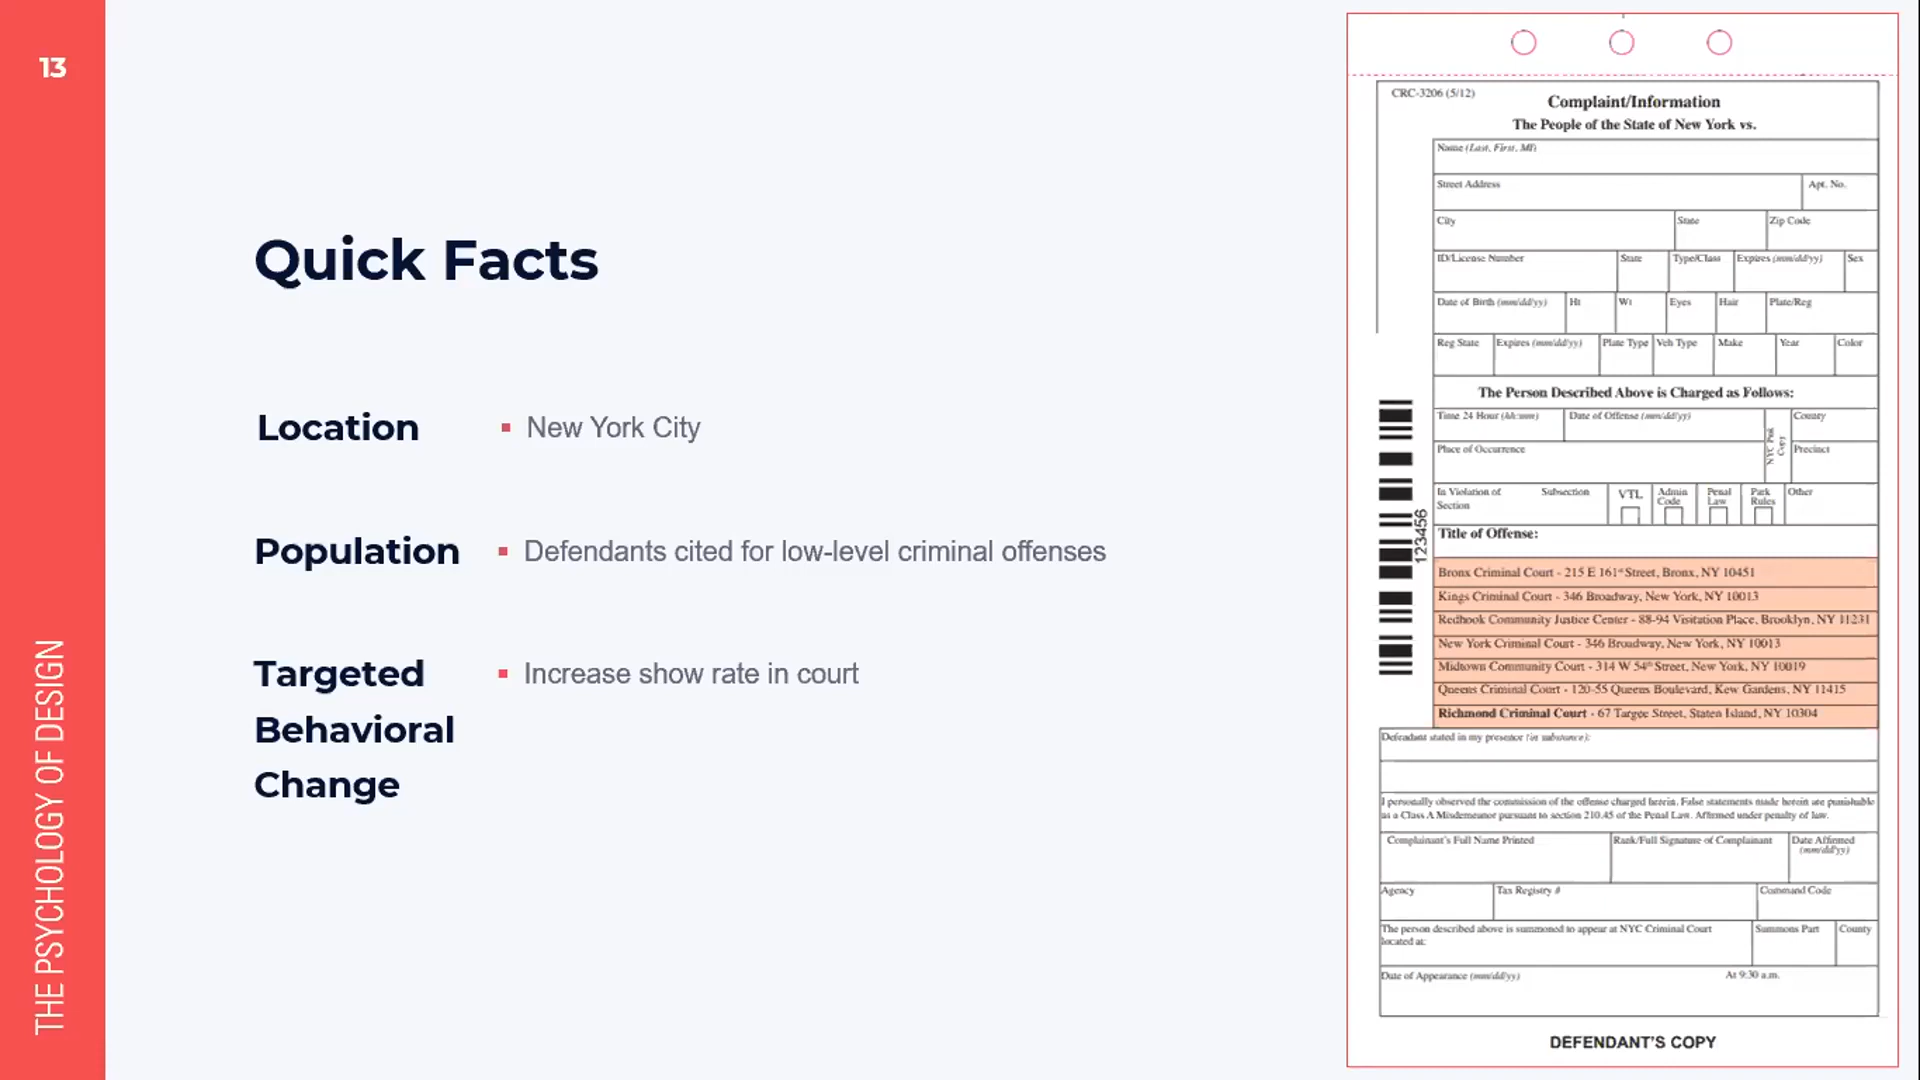 13
THE PSYCHOLOGY OF DESIGN
Quick Facts
Location
New York City
Population
Defendants cited for low-level criminal offenses
Targeted
Behavioral
Change
Increase show rate in court
CRC-3206 (5/12)
Complaint/Information
The People of the State of New York vs.
Name (Last, First, MI)
Street Address Apt. No.
City State Zip Code
ID/License Number State Type/Class Expires (mm/dd/yy) Sex
Date of Birth (mm/dd/yy) Ht Wt Eyes Hair Plate/Reg
Reg State Expires (mm/dd/yy) Plate Type Veh Type Make Year Color
The Person Described Above is Charged as Follows:
Time 24 Hour (hh:mm) Date of Offense (mm/dd/yy) County
Place of Occurrence Precinct
In Violation of Subsection VTL Admin Penal Park Other
Section Code Law Rules
Title of Offense:
123456
Bronx Criminal Court - 215 E 161st Street, Bronx, NY 10451
Kings Criminal Court - 346 Broadway, New York, NY 10013
Redhook Community Justice Center - 88-94 Visitation Place, Brooklyn, NY 11231
New York Criminal Court - 346 Broadway, New York, NY 10013
Midtown Community Court - 314 W 54th Street, New York, NY 10019
Queens Criminal Court - 120-55 Queens Boulevard, Kew Gardens, NY 11415
Richmond Criminal Court - 67 Targee Street, Staten Island, NY 10304
Defendant stated in my presence (in substance):
I personally observed the commission of the offense charged herein. False statements made herein are punishable
as a Class A Misdemeanor pursuant to section 210.45 of the Penal Law. Affirmed under penalty of law.
Complainant's Full Name Printed Rank/Full Signature of Complainant Date Affirmed
(mm/dd/yy)
Agency Tax Registry # Command Code
The person described above is summoned to appear at NYC Criminal Court Summons Part County
located at:
Date of Appearance (mm/dd/yy) At 9:30 a.m.
DEFENDANT'S COPY